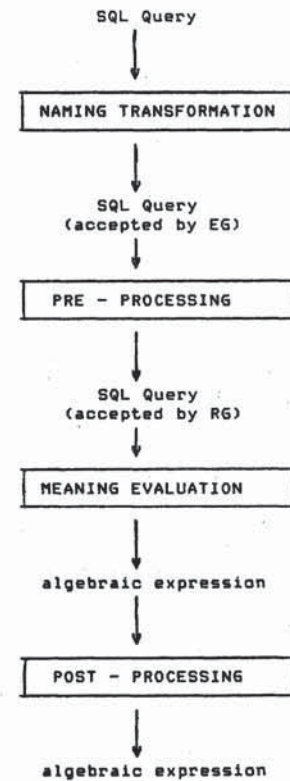 SQL Query
NAMING TRANSFORMATION
SQL Query
(accepted by EG)
PRE - PROCESSING
SQL Query
(accepted by RG)
MEANING EVALUATION
algebraic expression
POST - PROCESSING
algebraic expression